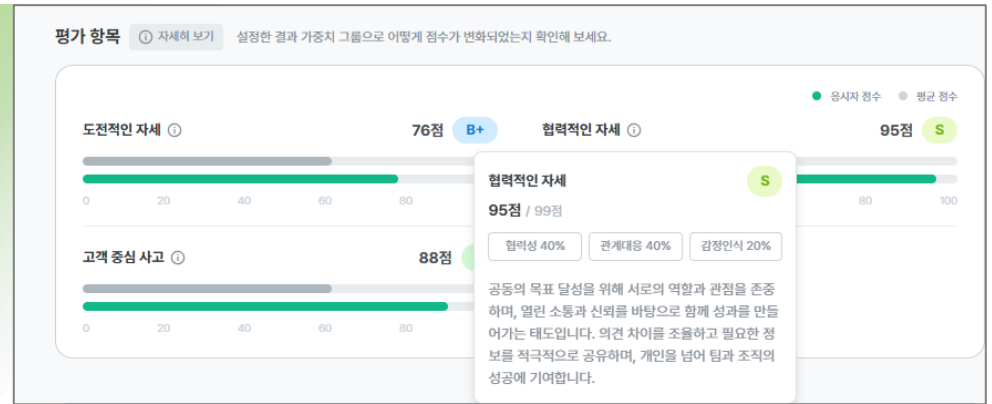 평가 항목 자세히 보기 설정한 결과 가중치 그룹으로 어떻게 점수가 변화되었는지 확인해 보세요.
응시자 점수 평균 점수
도전적인 자세 76점 B+
0 20 40 60 80
협력적인 자세 95점 S
80 100
고객 중심 사고 88점
0 20 40 60 80
협력적인 자세 S
95점 / 99점
협력성 40% 관계대응 40% 감정인식 20%
공동의 목표 달성을 위해 서로의 역할과 관점을 존중
하며, 열린 소통과 신뢰를 바탕으로 함께 성과를 만들
어가는 태도입니다. 의견 차이를 조율하고 필요한 정
보를 적극적으로 공유하며, 개인을 넘어 팀과 조직의
성공에 기여합니다.